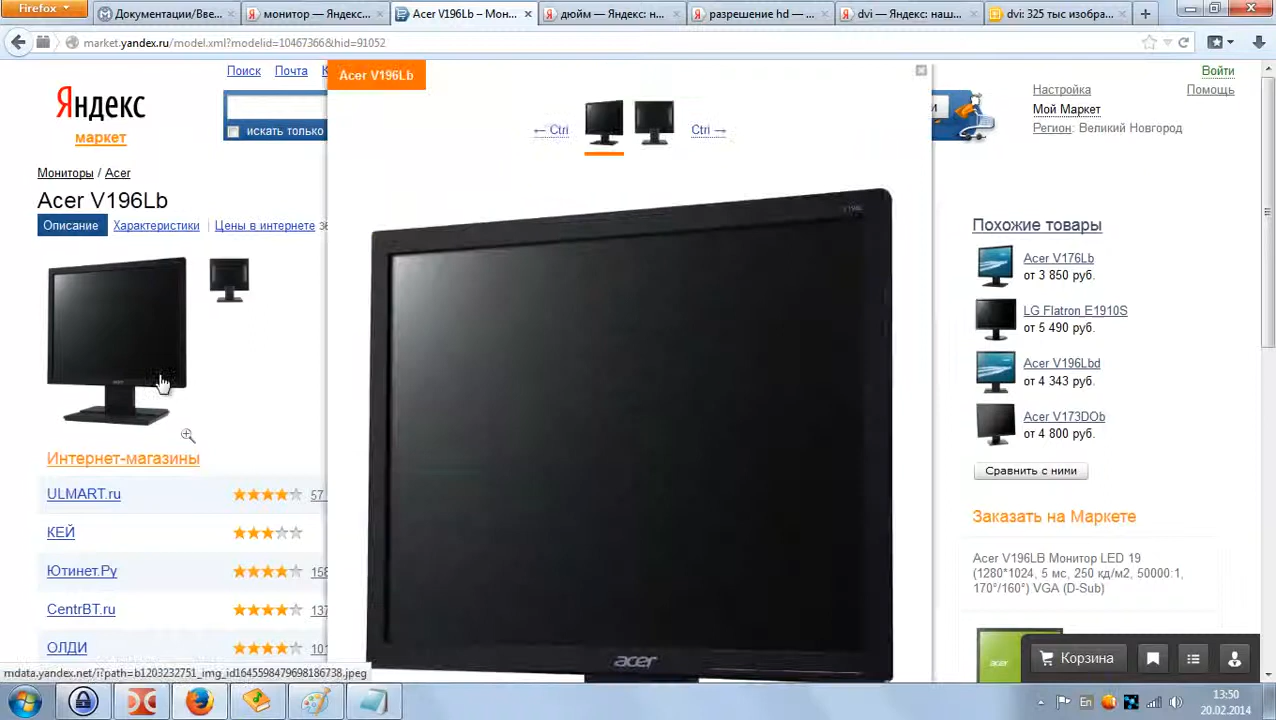 Firefox
Документации/Вве...
монитор — Яндекс...
Acer V196Lb – Мон...
дюйм — Яндекс: н...
разрешение hd — ...
dvi — Яндекс: наш...
dvi: 325 тыс изобра...
market.yandex.ru/model.xml?modelid=10467366&hid=91052
Поиск
Почта
Acer V196Lb
Войти
Яндекс
маркет
искать только
← Ctrl
Ctrl →
Настройка
Помощь
Мой Маркет
Регион: Великий Новгород
Мониторы / Acer
Acer V196Lb
Описание
Характеристики
Цены в интернете
Похожие товары
Acer V176Lb
от 3 850 руб.
LG Flatron E1910S
от 5 490 руб.
Acer V196Lbd
от 4 343 руб.
Acer V173DOb
от 4 800 руб.
Сравнить с ними
Интернет-магазины
ULMART.ru
57
КЕЙ
Ютинет.Ру
CentrBT.ru
137
ОЛДИ
101
Заказать на Маркете
Acer V196LB Монитор LED 19
(1280*1024, 5 мс, 250 кд/м2, 50000:1,
170°/160°) VGA (D-Sub)
acer
acer
Корзина
mdata.yandex.net/i?path=b1203232751_img_id1645598479698186738.jpeg
En
13:50
20.02.2014